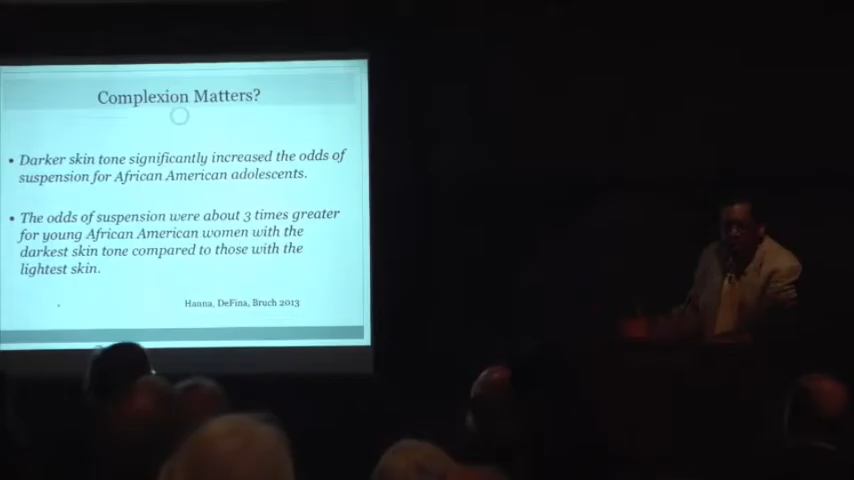 Complexion Matters?
• Darker skin tone significantly increased the odds of
suspension for African American adolescents.
• The odds of suspension were about 3 times greater
for young African American women with the
darkest skin tone compared to those with the
lightest skin.
Hanna, DeFina, Bruch 2013